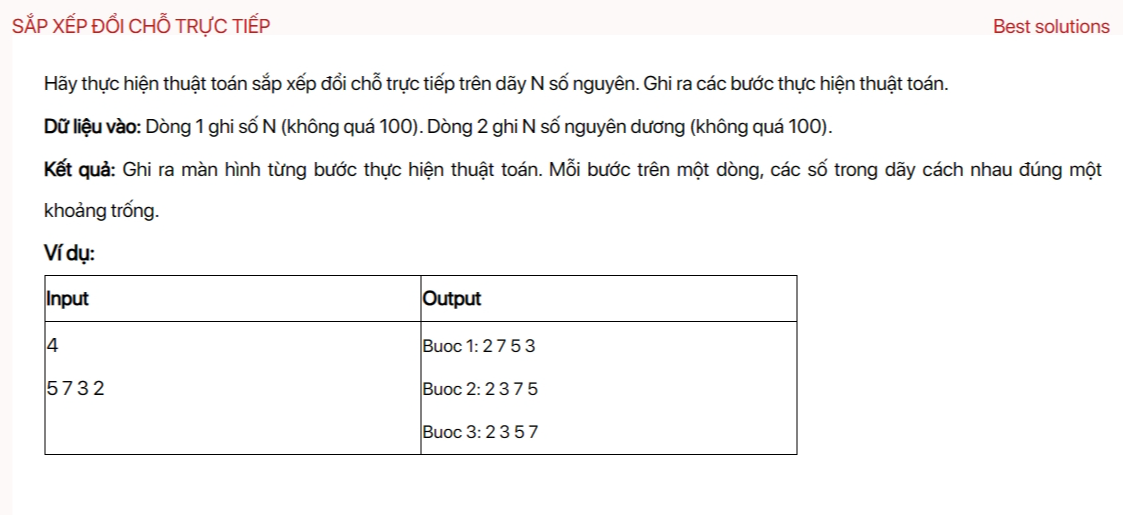 SẮP XẾP ĐỔI CHỖ TRỰC TIẾP
Best solutions
Hãy thực hiện thuật toán sắp xếp đổi chỗ trực tiếp trên dãy N số nguyên. Ghi ra các bước thực hiện thuật toán.
Dữ liệu vào: Dòng 1 ghi số N (không quá 100). Dòng 2 ghi N số nguyên dương (không quá 100).
Kết quả: Ghi ra màn hình từng bước thực hiện thuật toán. Mỗi bước trên một dòng, các số trong dãy cách nhau đúng một
khoảng trống.
Ví dụ:
Input
Output
4
5 7 3 2
Buoc 1: 2 7 5 3
Buoc 2: 2 3 7 5
Buoc 3: 2 3 5 7